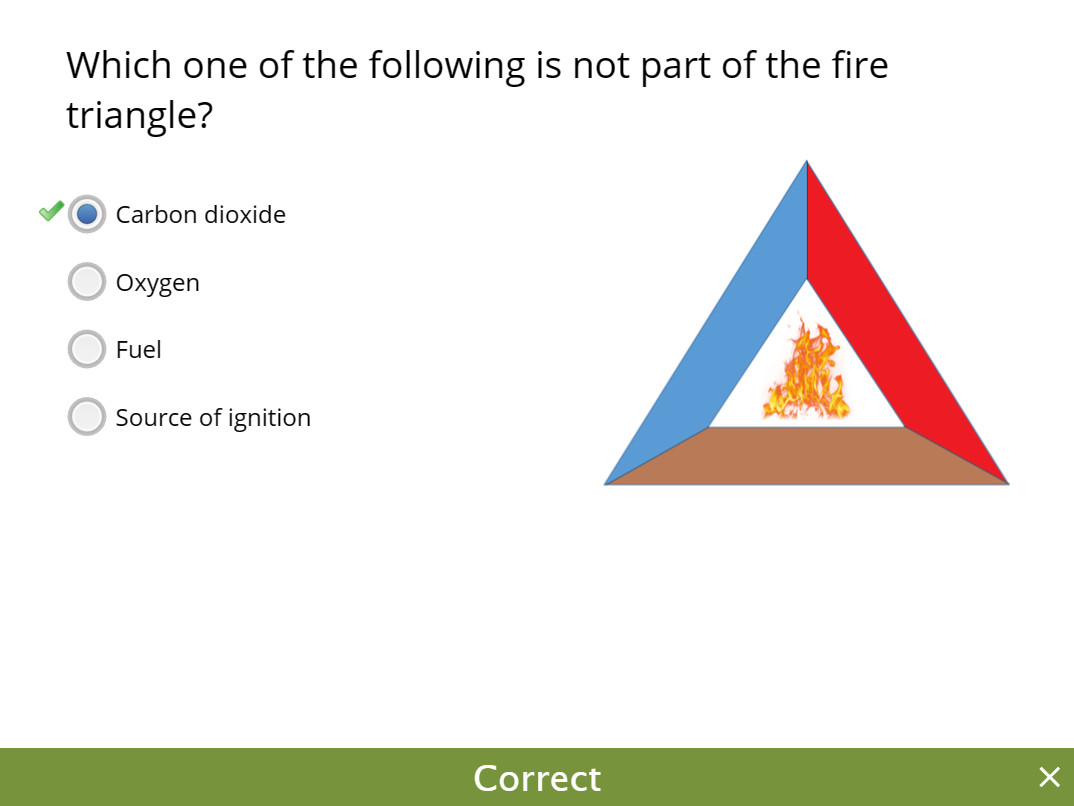 Which one of the following is not part of the fire
triangle?
Carbon dioxide
Oxygen
Fuel
Source of ignition
Correct